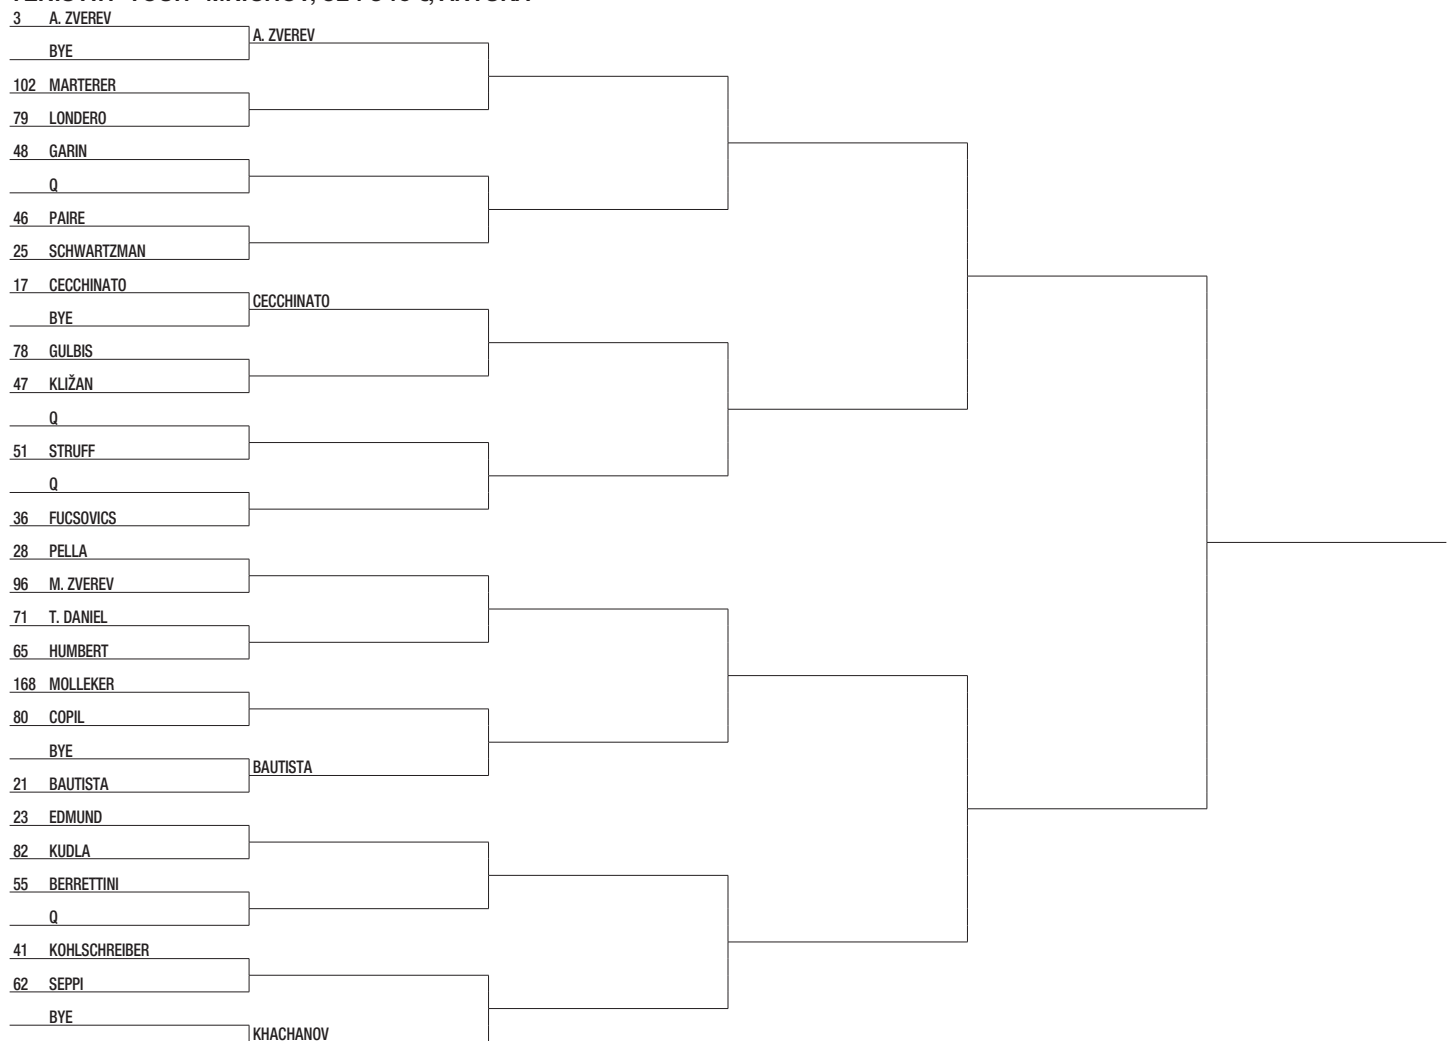 3 A. ZVEREV
A. ZVEREV
BYE
102 MARTERER
79 LONDERO
48 GARIN
Q
46 PAIRE
25 SCHWARTZMAN
17 CECCHINATO
CECCHINATO
BYE
78 GULBIS
47 KLIŽAN
Q
51 STRUFF
Q
36 FUCSOVICS
28 PELLA
96 M. ZVEREV
71 T. DANIEL
65 HUMBERT
168 MOLLEKER
80 COPIL
BYE
BAUTISTA
21 BAUTISTA
23 EDMUND
82 KUDLA
55 BERRETTINI
Q
41 KOHLSCHREIBER
62 SEPPI
BYE
KHACHANOV